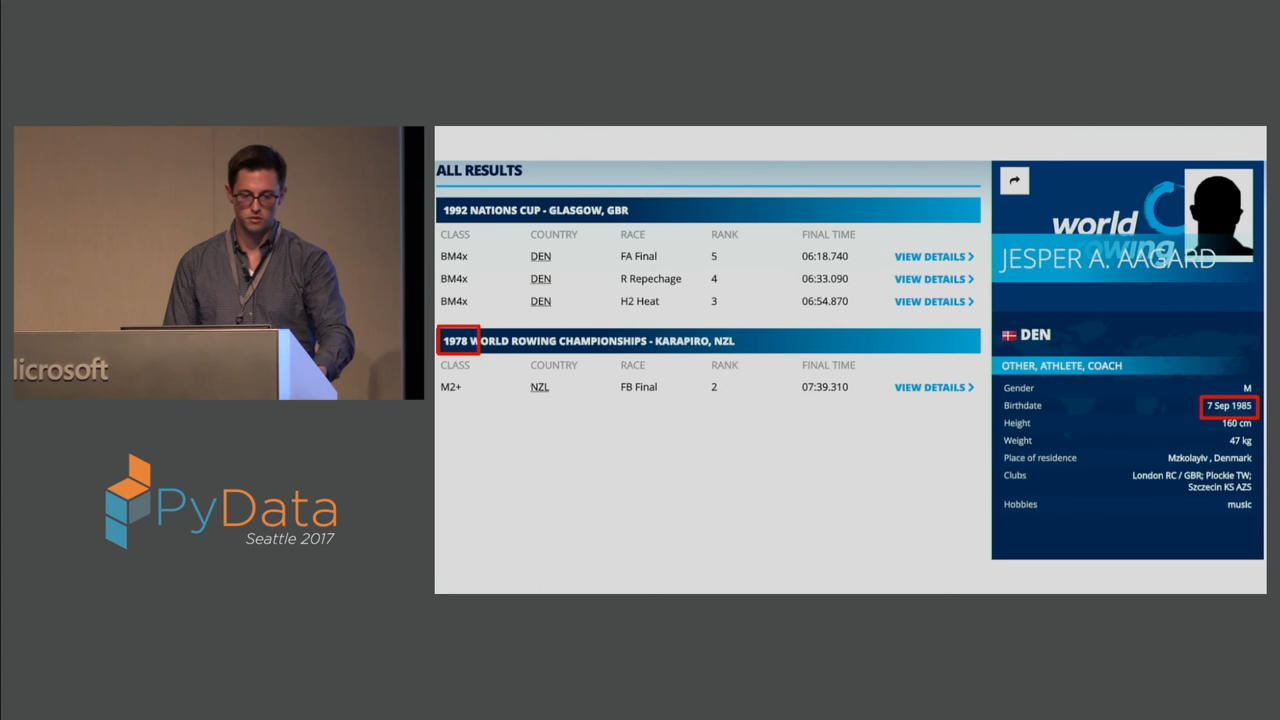 ALL RESULTS
1992 NATIONS CUP - GLASGOW, GBR
CLASS COUNTRY RACE RANK FINAL TIME
BM4x DEN FA Final 5 06:18.740 VIEW DETAILS
BM4x DEN R Repechage 4 06:33.090 VIEW DETAILS
BM4x DEN H2 Heat 3 06:54.870 VIEW DETAILS
1978 WORLD ROWING CHAMPIONSHIPS - KARAPIRO, NZL
CLASS COUNTRY RACE RANK FINAL TIME
M2+ NZL FB Final 2 07:39.310 VIEW DETAILS
world
rowing
JESPER A. AAGARD
DEN
OTHER, ATHLETE, COACH
Gender M
Birthdate 7 Sep 1985
Height 160 cm
Weight 47 kg
Place of residence Mzkolayiv , Denmark
Clubs London RC / GBR; Plockie TW;
Szczecin KS AZS
Hobbies music
icrosoft
PyData
Seattle 2017